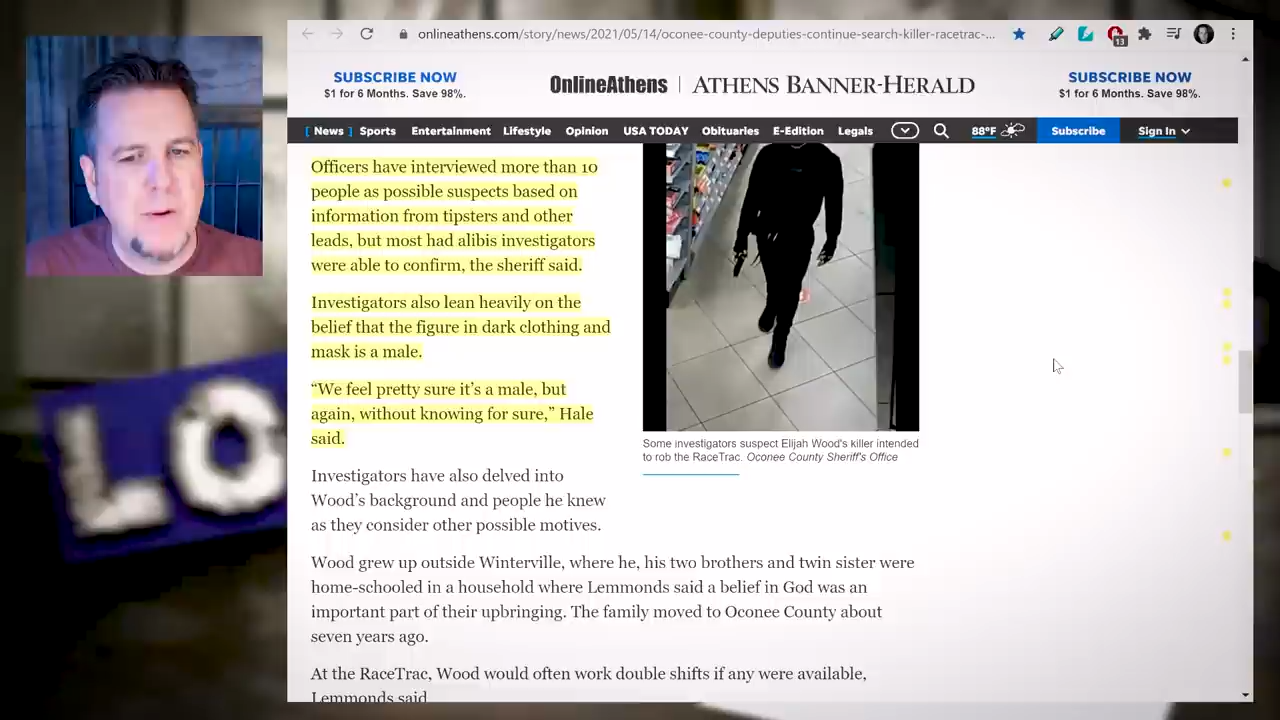 onlineathens.com/story/news/2021/05/14/oconee-county-deputies-continue-search-killer-racetrac-...
13
SUBSCRIBE NOW
$1 for 6 Months. Save 98%.
OnlineAthens | ATHENS BANNER-HERALD
SUBSCRIBE NOW
$1 for 6 Months. Save 98%.
[ News ] Sports Entertainment Lifestyle Opinion USA TODAY Obituaries E-Edition Legals 88°F Subscribe Sign In
Officers have interviewed more than 10
people as possible suspects based on
information from tipsters and other
leads, but most had alibis investigators
were able to confirm, the sheriff said.
Investigators also lean heavily on the
belief that the figure in dark clothing and
mask is a male.
“We feel pretty sure it’s a male, but
again, without knowing for sure,” Hale
said.
Some investigators suspect Elijah Wood's killer intended
to rob the RaceTrac. Oconee County Sheriff's Office
Investigators have also delved into
Wood’s background and people he knew
as they consider other possible motives.
Wood grew up outside Winterville, where he, his two brothers and twin sister were
home-schooled in a household where Lemmonds said a belief in God was an
important part of their upbringing. The family moved to Oconee County about
seven years ago.
At the RaceTrac, Wood would often work double shifts if any were available,
Lemmonds said
LO